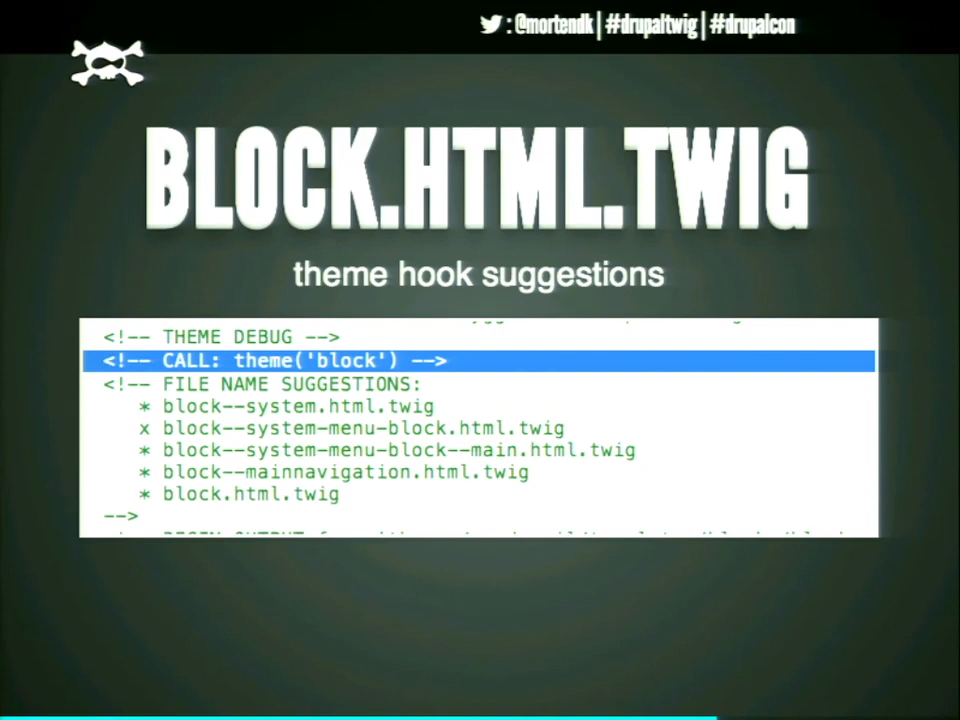 : @mortendk | #drupaltwig | #drupalcon
BLOCK.HTML.TWIG
theme hook suggestions
<!-- THEME DEBUG -->
<!-- CALL: theme('block') -->
<!-- FILE NAME SUGGESTIONS:
* block--system.html.twig
x block--system-menu-block.html.twig
* block--system-menu-block--main.html.twig
* block--mainnavigation.html.twig
* block.html.twig
-->